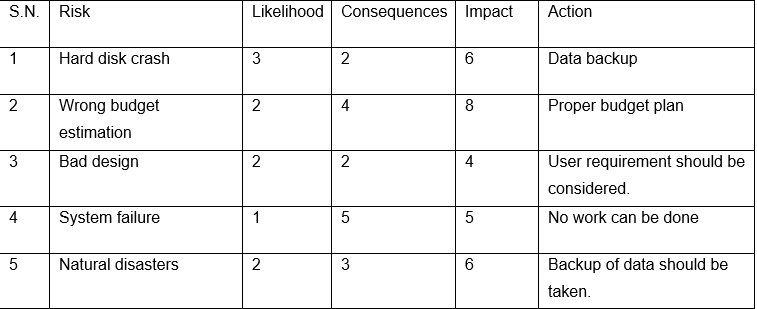 S.N. Risk Likelihood Consequences Impact Action
1 Hard disk crash 3 2 6 Data backup
2 Wrong budget estimation 2 4 8 Proper budget plan
3 Bad design 2 2 4 User requirement should be considered.
4 System failure 1 5 5 No work can be done
5 Natural disasters 2 3 6 Backup of data should be taken.